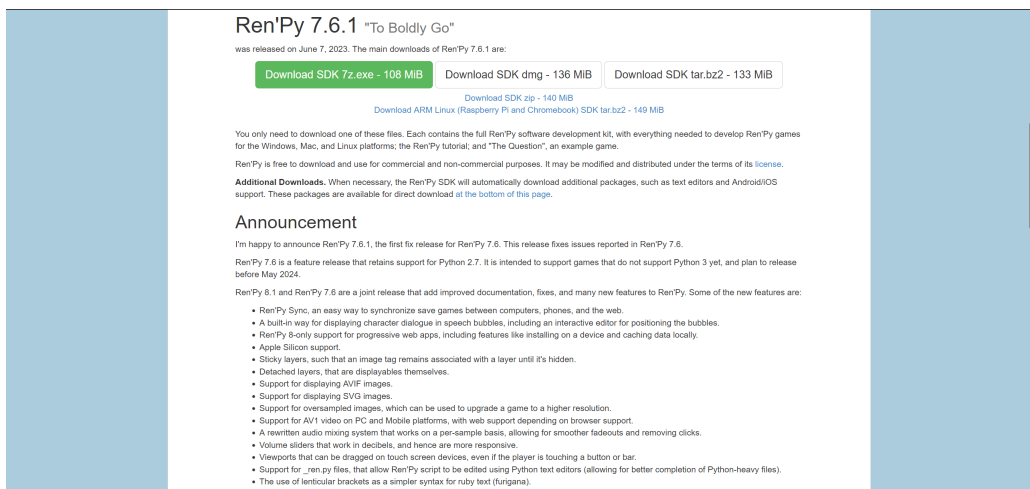 Ren'Py 7.6.1 "To Boldly Go"
was released on June 7, 2023. The main downloads of Ren'Py 7.6.1 are:
Download SDK 7z.exe - 108 MiB Download SDK dmg - 136 MiB Download SDK tar.bz2 - 133 MiB
Download SDK zip - 140 MiB
Download ARM Linux (Raspberry Pi and Chromebook) SDK tar.bz2 - 149 MiB
You only need to download one of these files. Each contains the full Ren'Py software development kit, with everything needed to develop Ren'Py games
for the Windows, Mac, and Linux platforms; the Ren'Py tutorial; and "The Question", an example game.
Ren'Py is free to download and use for commercial and non-commercial purposes. It may be modified and distributed under the terms of its license.
Additional Downloads. When necessary, the Ren'Py SDK will automatically download additional packages, such as text editors and Android/iOS
support. These packages are available for direct download at the bottom of this page.
Announcement
I'm happy to announce Ren'Py 7.6.1, the first fix release for Ren'Py 7.6. This release fixes issues reported in Ren'Py 7.6.
Ren'Py 7.6 is a feature release that retains support for Python 2.7. It is intended to support games that do not support Python 3 yet, and plan to release
before May 2024.
Ren'Py 8.1 and Ren'Py 7.6 are a joint release that add improved documentation, fixes, and many new features to Ren'Py. Some of the new features are:
• Ren'Py Sync, an easy way to synchronize save games between computers, phones, and the web.
• A built-in way for displaying character dialogue in speech bubbles, including an interactive editor for positioning the bubbles.
• Ren'Py 8-only support for progressive web apps, including features like installing on a device and caching data locally.
• Apple Silicon support.
• Sticky layers, such that an image tag remains associated with a layer until it's hidden.
• Detached layers, that are displayables themselves.
• Support for displaying AVIF images.
• Support for displaying SVG images.
• Support for oversampled images, which can be used to upgrade a game to a higher resolution.
• Support for AV1 video on PC and Mobile platforms, with web support depending on browser support.
• A rewritten audio mixing system that works on a per-sample basis, allowing for smoother fadeouts and removing clicks.
• Volume sliders that work in decibels, and hence are more responsive.
• Viewports that can be dragged on touch screen devices, even if the player is touching a button or bar.
• Support for _ren.py files, that allow Ren'Py script to be edited using Python text editors (allowing for better completion of Python-heavy files).
• The use of lenticular brackets as a simpler syntax for ruby text (furigana).